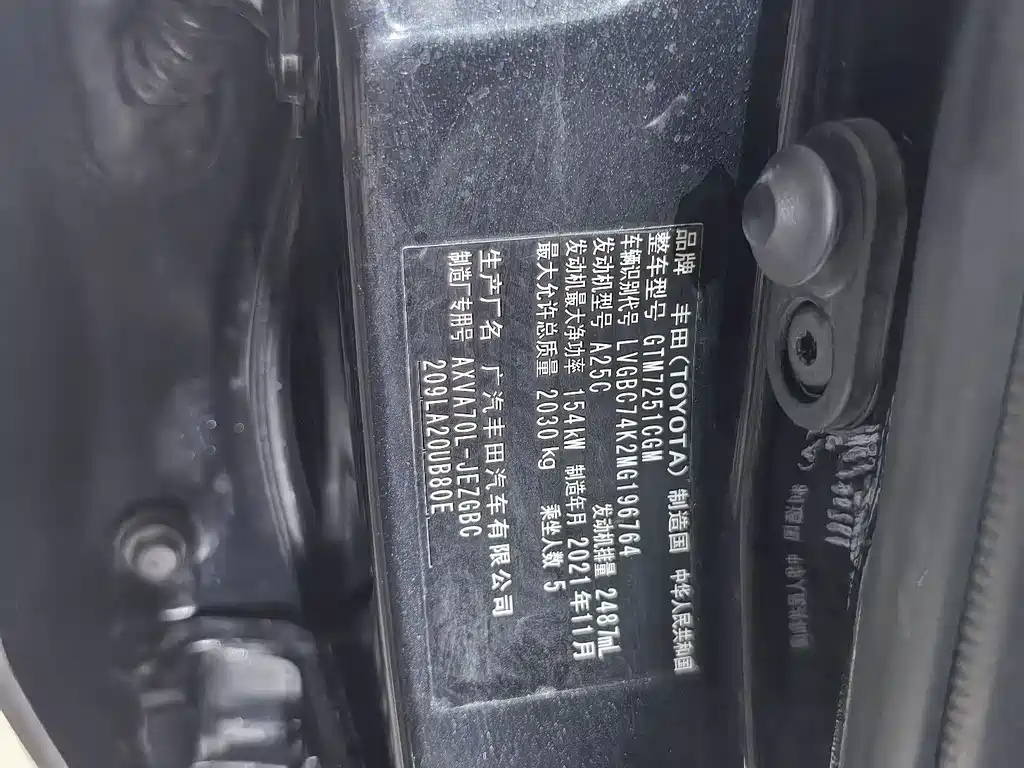 品牌 丰田(TOYOTA) 制造国 中华人民共和国
整车型号 GTM7251CGM
车辆识别代号 LVGBC74K2MG196764
发动机型号 A25C 发动机排量 2487mL
发动机最大净功率 154kW 制造年月 2021年11月
最大允许总质量 2030kg 乘坐人数 5
生产厂名 广汽丰田汽车有限公司
制造厂专用号 AXVA70L-JEZGBC
209LA20UB80E